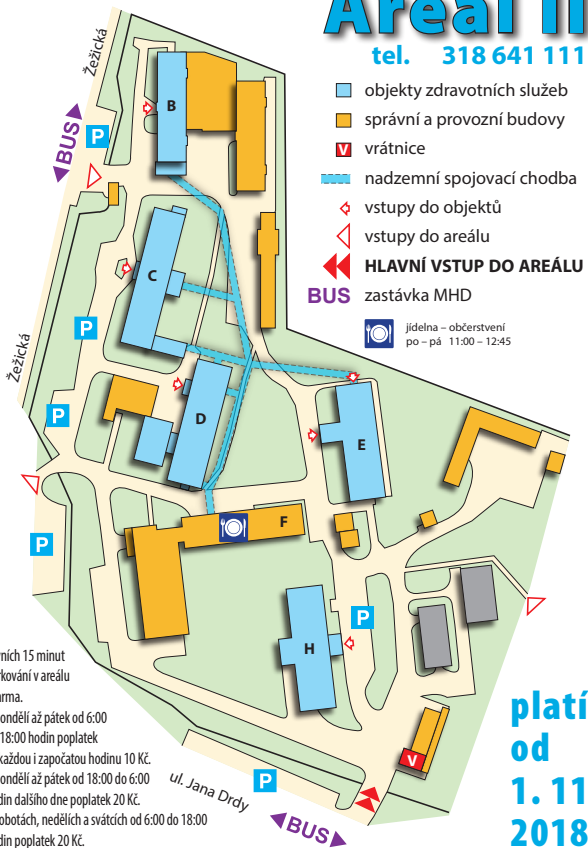 Areál II
tel. 318 641 111
objekty zdravotních služeb
správní a provozní budovy
V vrátnice
nadzemní spojovací chodba
vstupy do objektů
vstupy do areálu
HLAVNÍ VSTUP DO AREÁLU
BUS zastávka MHD
jídelna – občerstvení
po – pá 11:00 – 12:45
Žežická
BUS
P
B
C
P
Žežická
D
P
E
F
P
H
P
V
P
ul. Jana Drdy
BUS
vních 15 minut
rkování v areálu
arma.
ondělí až pátek od 6:00
18:00 hodin poplatek
každou i započatou hodinu 10 Kč.
ondělí až pátek od 18:00 do 6:00
din dalšího dne poplatek 20 Kč.
obotách, nedělích a svátcích od 6:00 do 18:00
din poplatek 20 Kč.
platí
od
1. 11
2018